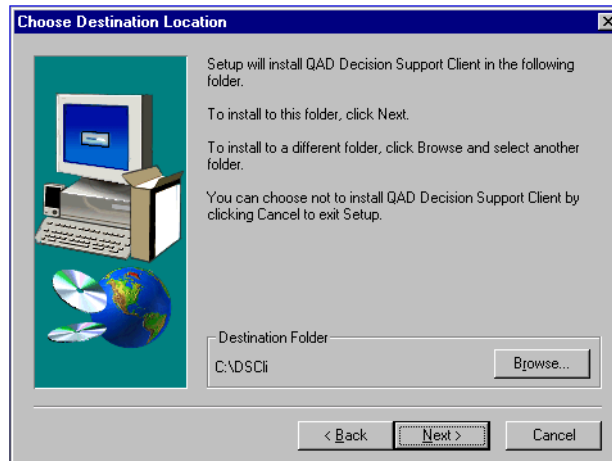 Choose Destination Location
Setup will install QAD Decision Support Client in the following
folder.
To install to this folder, click Next.
To install to a different folder, click Browse and select another
folder.
You can choose not to install QAD Decision Support Client by
clicking Cancel to exit Setup.
Destination Folder
C:\DSCli
Browse...
< Back
Next >
Cancel